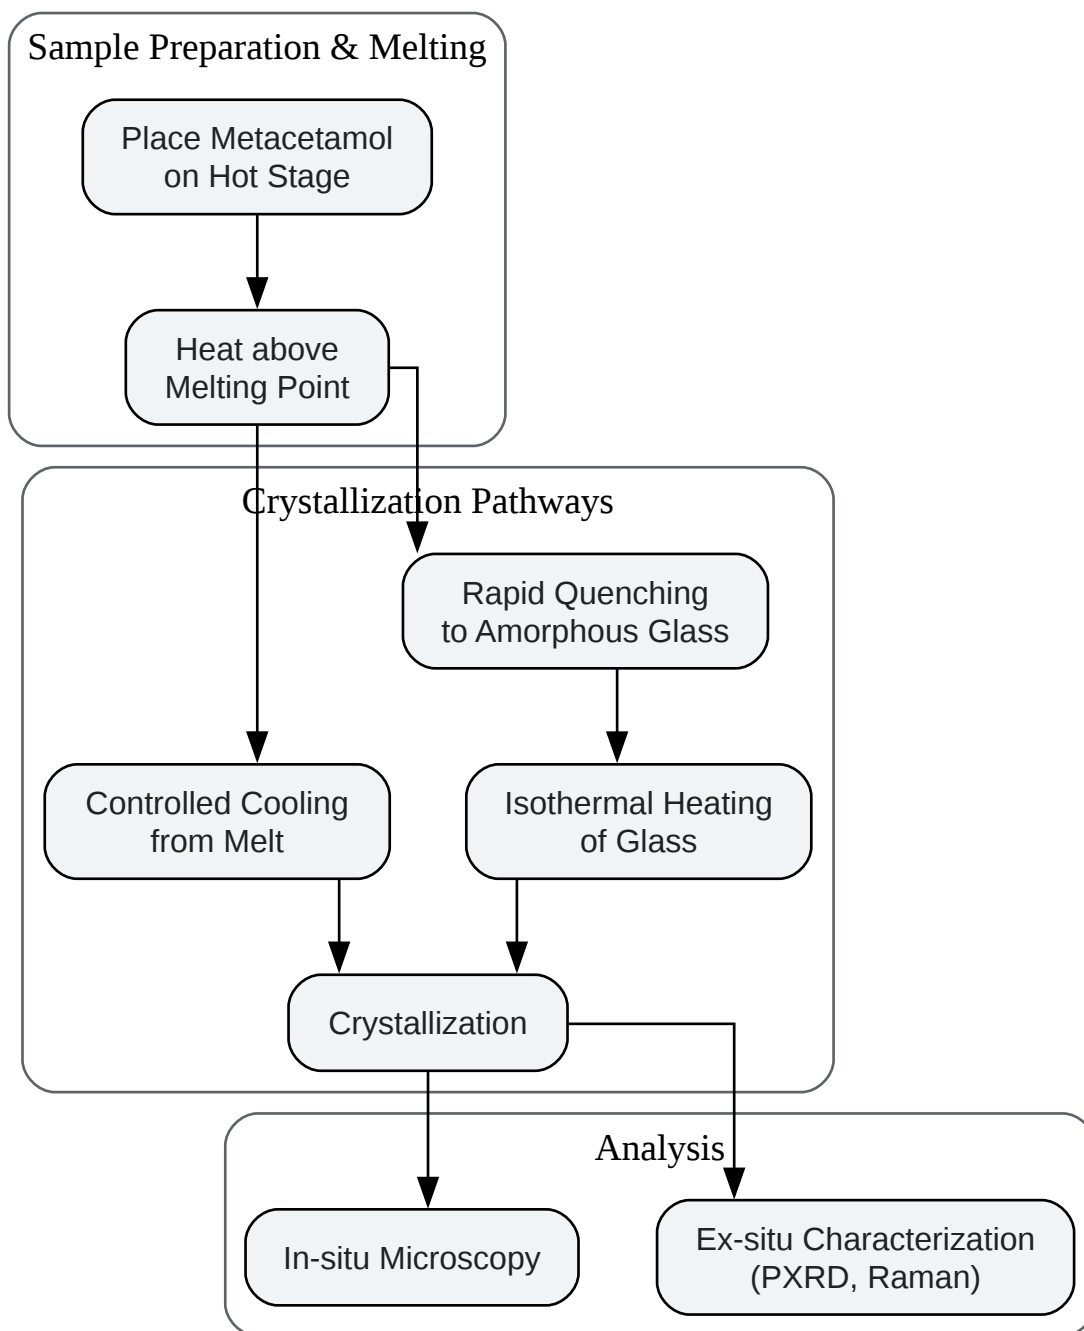 Sample Preparation & Melting
Place Metacetamol
on Hot Stage
Heat above
Melting Point
Crystallization Pathways
Rapid Quenching
to Amorphous Glass
Controlled Cooling
from Melt
Isothermal Heating
of Glass
Crystallization
Analysis
In-situ Microscopy
Ex-situ Characterization
(PXRD, Raman)